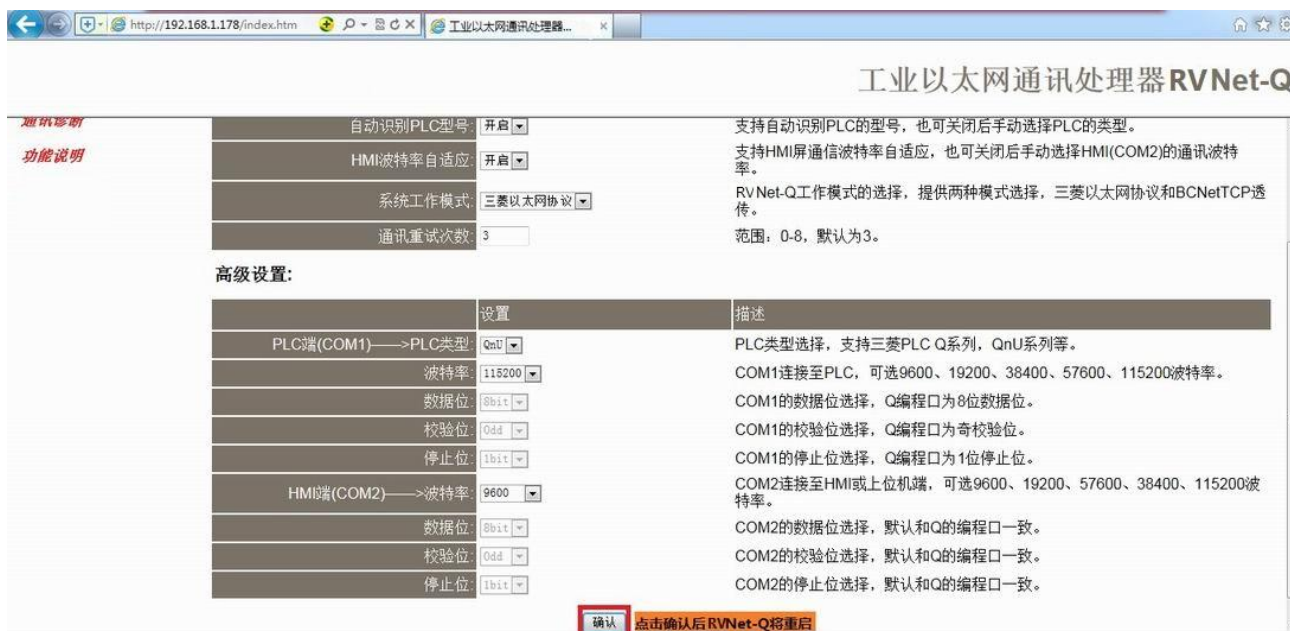 http://192.168.1.178/index.htm
工业以太网通讯处理器...
工业以太网通讯处理器RVNet-Q
通讯诊断
自动识别PLC型号: 开启 支持自动识别PLC的型号，也可关闭后手动选择PLC的类型。
功能说明
HMI波特率自适应: 开启 支持HMI屏通信波特率自适应，也可关闭后手动选择HMI(COM2)的通讯波特
率。
系统工作模式: 三菱以太网协议 RVNet-Q工作模式的选择，提供两种模式选择，三菱以太网协议和BCNetTCP透
传。
通讯重试次数: 3 范围：0-8，默认为3。
高级设置:
设置 描述
PLC端(COM1)——>PLC类型: QnU PLC类型选择，支持三菱PLC Q系列，QnU系列等。
波特率: 115200 COM1连接至PLC，可选9600、19200、38400、57600、115200波特率。
数据位: 8bit COM1的数据位选择，Q编程口为8位数据位。
校验位: Odd COM1的校验位选择，Q编程口为奇校验位。
停止位: 1bit COM1的停止位选择，Q编程口为1位停止位。
HMI端(COM2)——>波特率: 9600 COM2连接至HMI或上位机端，可选9600、19200、57600、38400、115200波
特率。
数据位: 8bit COM2的数据位选择，默认和Q的编程口一致。
校验位: Odd COM2的校验位选择，默认和Q的编程口一致。
停止位: 1bit COM2的停止位选择，默认和Q的编程口一致。
确认 点击确认后RVNet-Q将重启